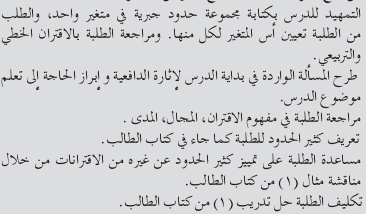 التمهيد للدرس بكتابة مجموعة حدود جبرية في متغير واحد، والطلب
من الطلبة تعيين أس المتغير لكل منها. ومراجعة الطلبة بالاقتران الخطي
والتربيعي.
طرح المسألة الواردة في بداية الدرس لإثارة الدافعية و إبراز الحاجة إلى تعلم
موضوع الدرس.
مراجعة الطلبة في مفهوم الاقتران، المجال، المدى .
تعريف كثير الحدود للطلبة كما جاء في كتاب الطالب.
مساعدة الطلبة على تمييز كثير الحدود عن غيره من الاقترانات من خلال
مناقشة مثال (١) من كتاب الطالب.
تكليف الطلبة حل تدريب (١) من كتاب الطالب.